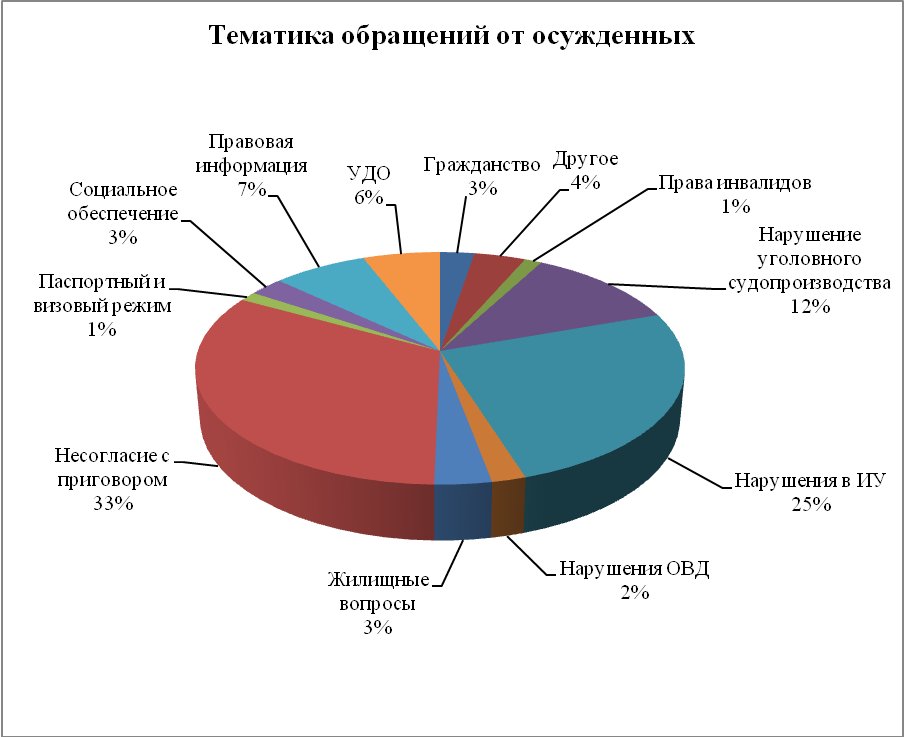 Тематика обращений от осужденных
Правовая
информация
7%
УДО
6%
Гражданство
3%
Другое
4%
Права инвалидов
1%
Социальное
обеспечение
3%
Нарушение
уголовного
судопроизводства
12%
Паспортный и
визовый режим
1%
Несогласие с
приговором
33%
Нарушения в ИУ
25%
Жилищные
вопросы
3%
Нарушения ОВД
2%